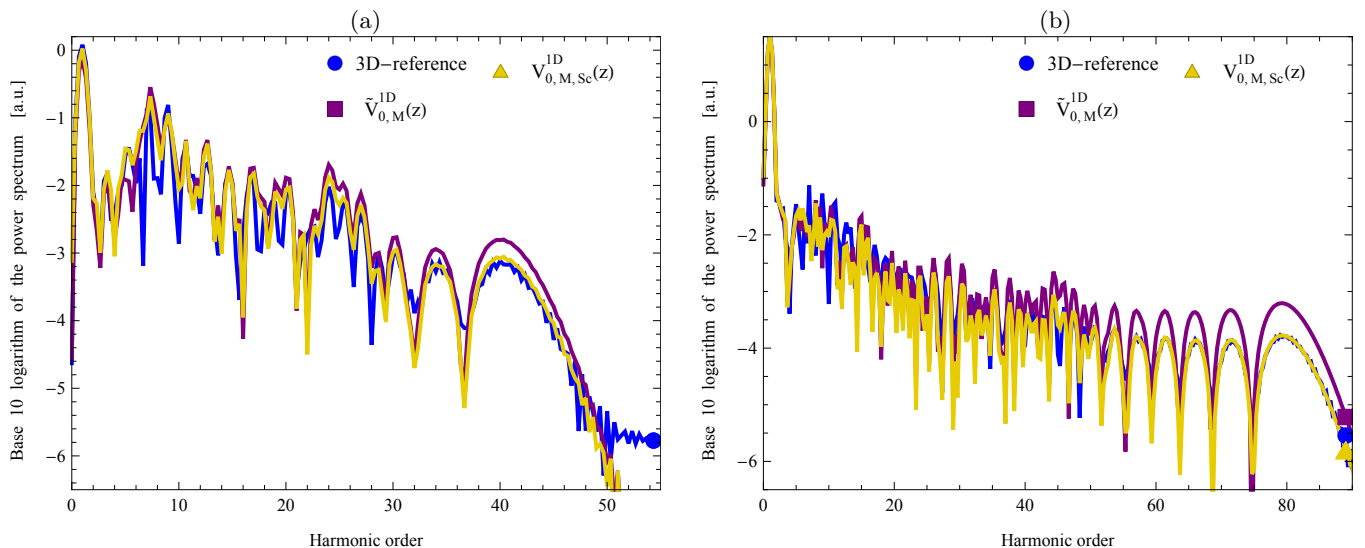 (a)
3D−reference
V^{1D}_{0, M, Sc}(z)
Ṽ^{1D}_{0, M}(z)
Base 10 logarithm of the power spectrum [a.u.]
0
−1
−2
−3
−4
−5
−6
0 10 20 30 40 50
Harmonic order
(b)
3D−reference
V^{1D}_{0, M, Sc}(z)
Ṽ^{1D}_{0, M}(z)
Base 10 logarithm of the power spectrum [a.u.]
0
−2
−4
−6
0 20 40 60 80
Harmonic order